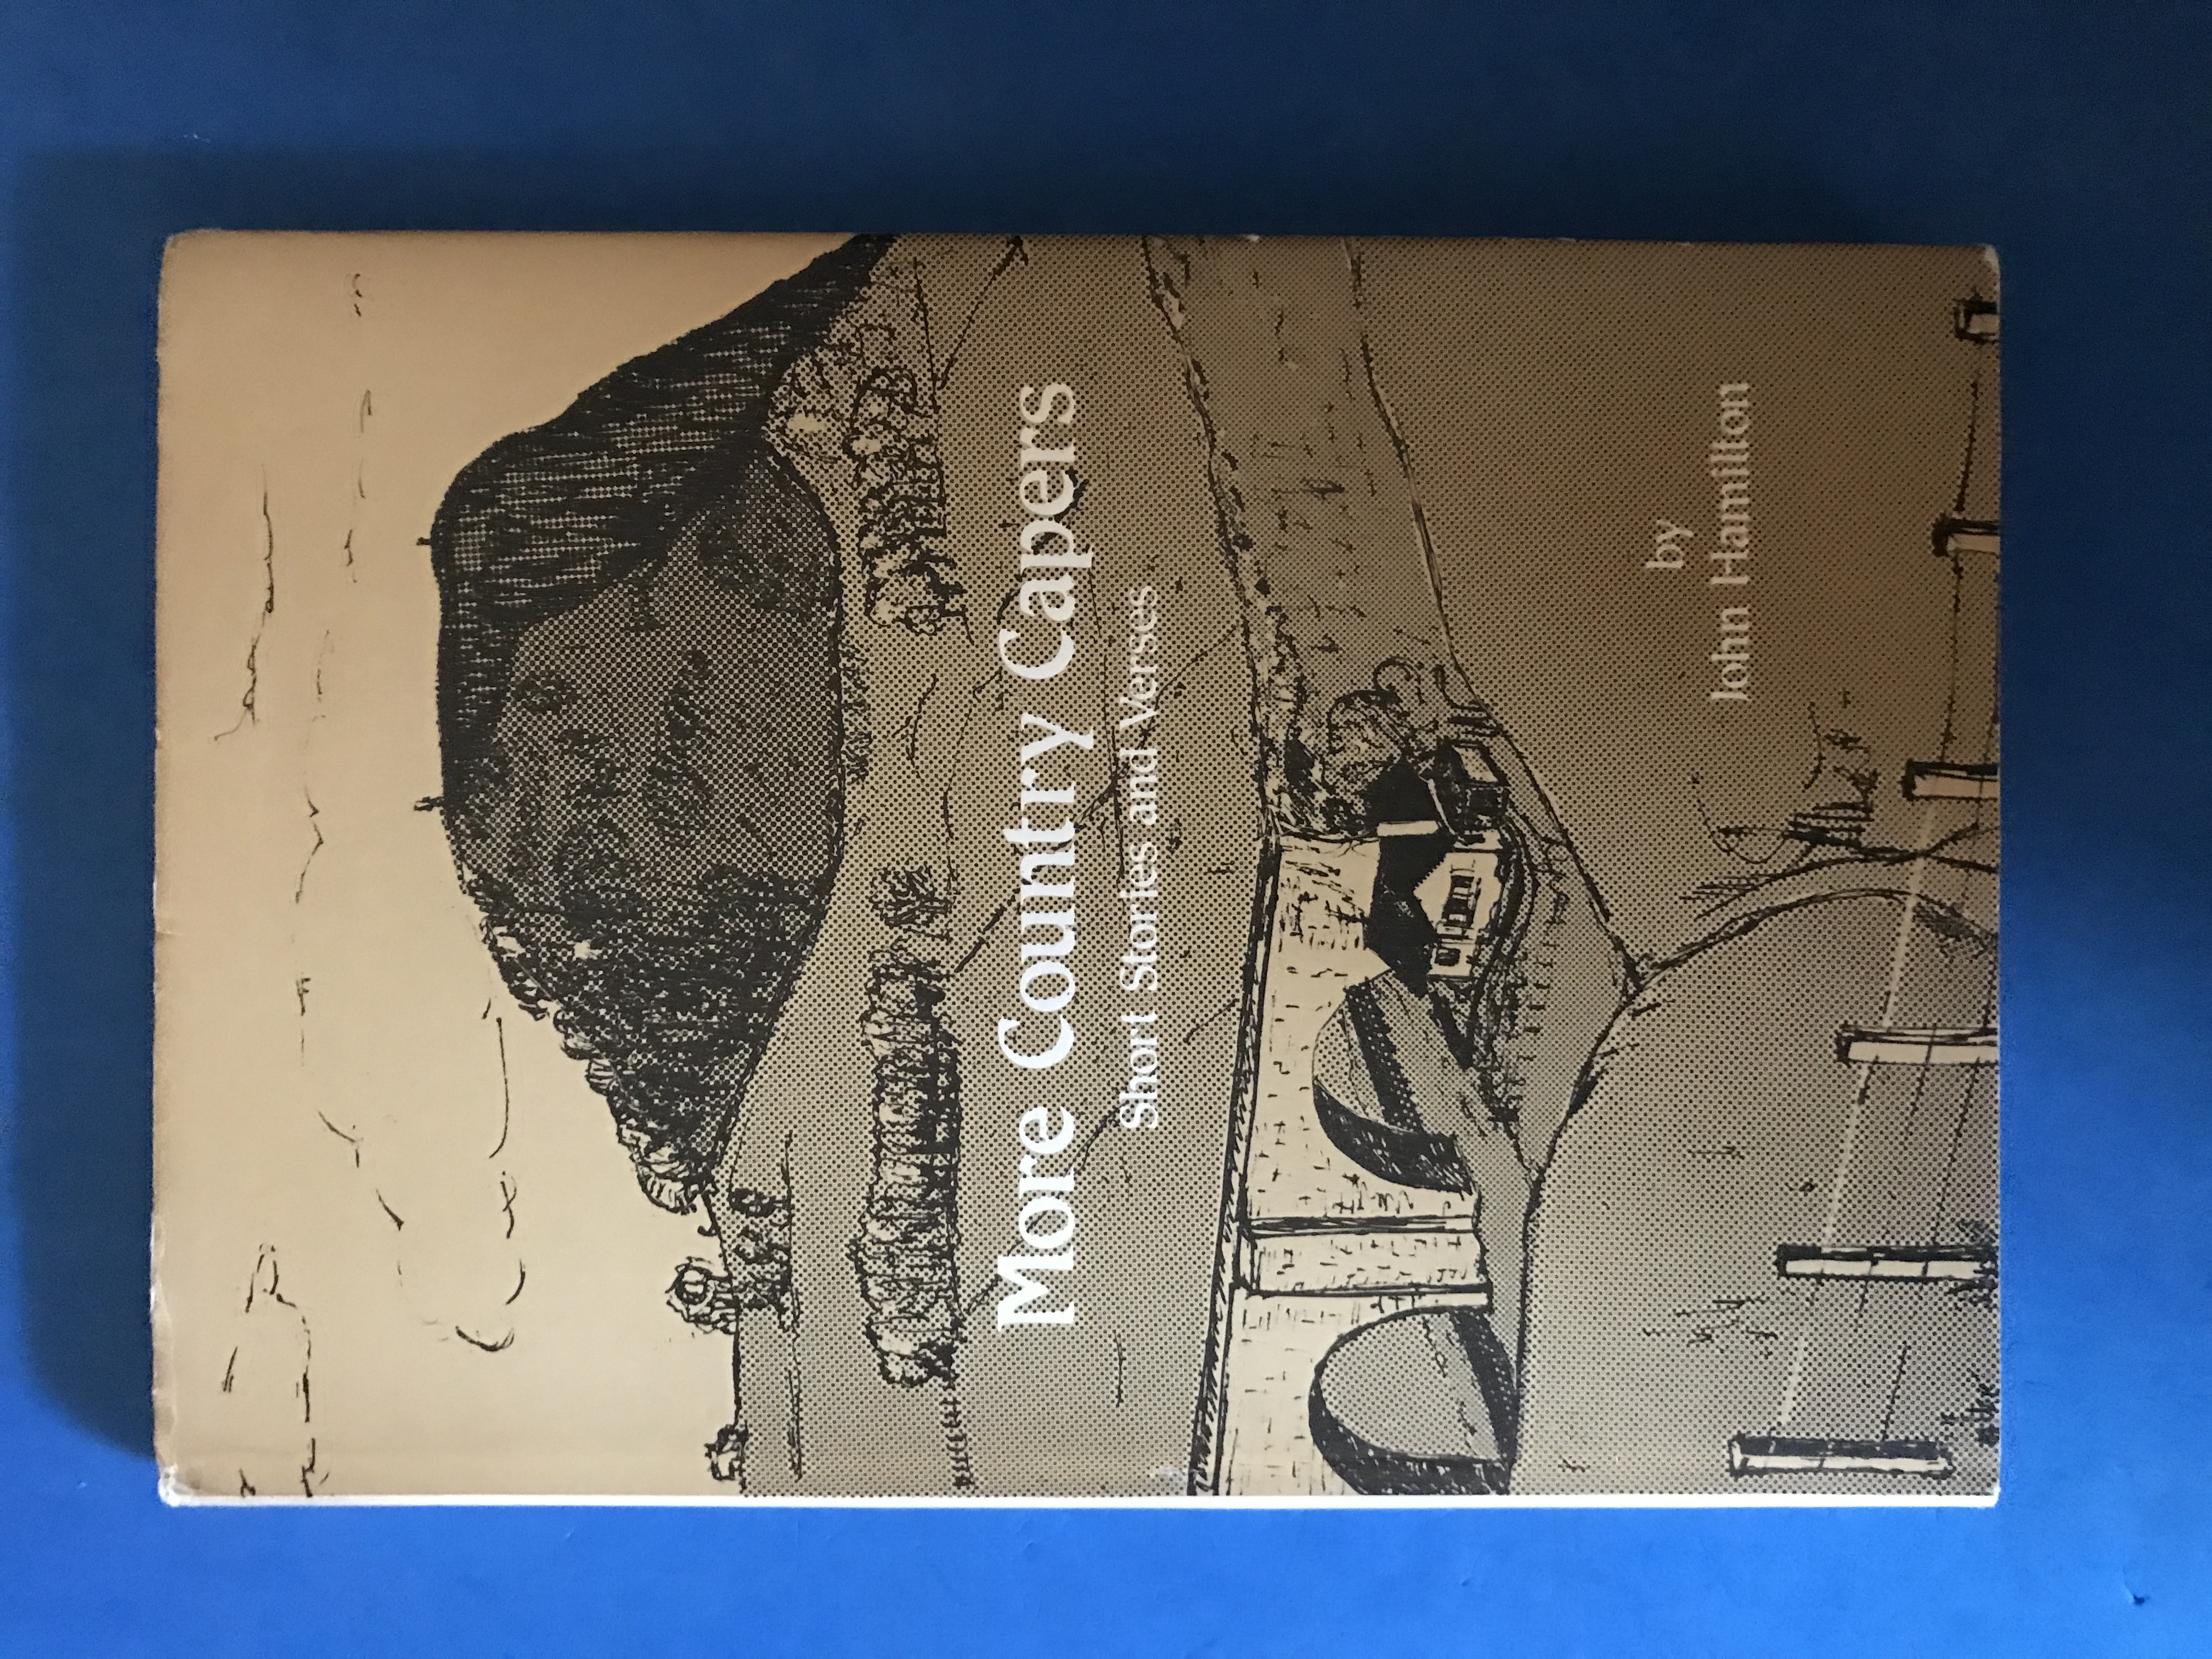 More Country Capers
Short Stories and Verses
by
John Hamilton